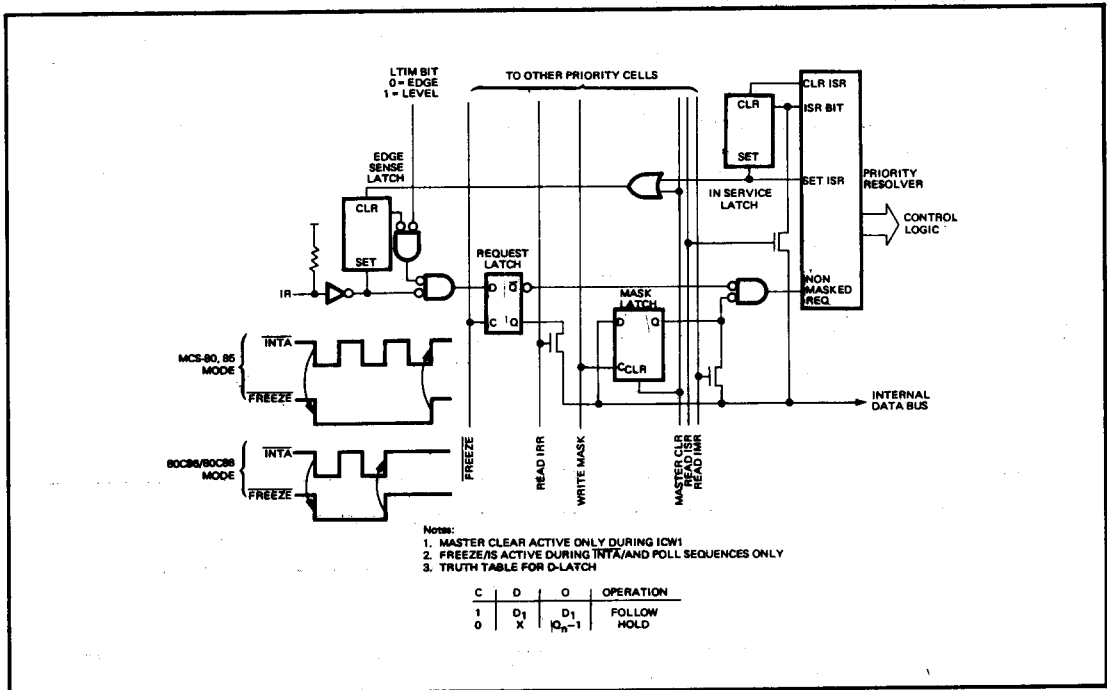 LTIM BIT
0 = EDGE
1 = LEVEL
TO OTHER PRIORITY CELLS
CLR ISR
ISR BIT
CLR
SET
SET ISR
IN SERVICE
LATCH
PRIORITY
RESOLVER
CONTROL
LOGIC
EDGE
SENSE
LATCH
CLR
SET
REQUEST
LATCH
D
Q
C
Q
MASK
LATCH
D
Q
C
CLR
NON
MASKED
REQ
IR
INTA
MCS-80, 85
MODE
FREEZE
INTA
80C86/80C88
MODE
FREEZE
INTERNAL
DATA BUS
FREEZE
READ IRR
WRITE MASK
MASTER CLR
READ ISR
READ IMR
Notes:
1. MASTER CLEAR ACTIVE ONLY DURING ICW1
2. FREEZE/IS ACTIVE DURING INTA/AND POLL SEQUENCES ONLY
3. TRUTH TABLE FOR D-LATCH
C D O OPERATION
1 D1 D1 FOLLOW
0 X Qn-1 HOLD